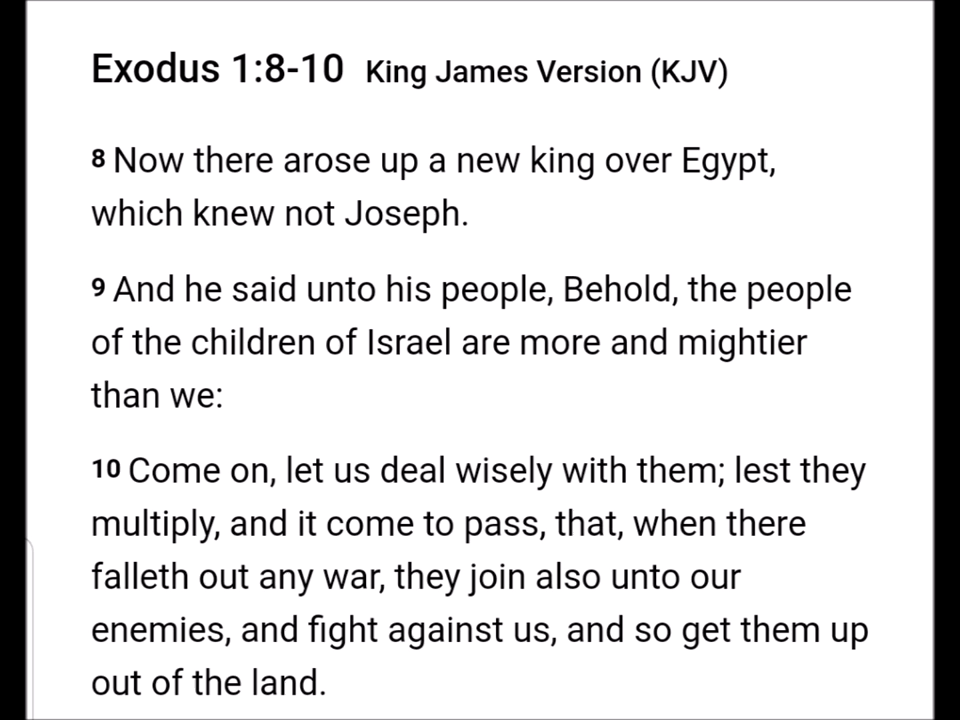 Exodus 1:8-10 King James Version (KJV)
8 Now there arose up a new king over Egypt,
which knew not Joseph.
9 And he said unto his people, Behold, the people
of the children of Israel are more and mightier
than we:
10 Come on, let us deal wisely with them; lest they
multiply, and it come to pass, that, when there
falleth out any war, they join also unto our
enemies, and fight against us, and so get them up
out of the land.